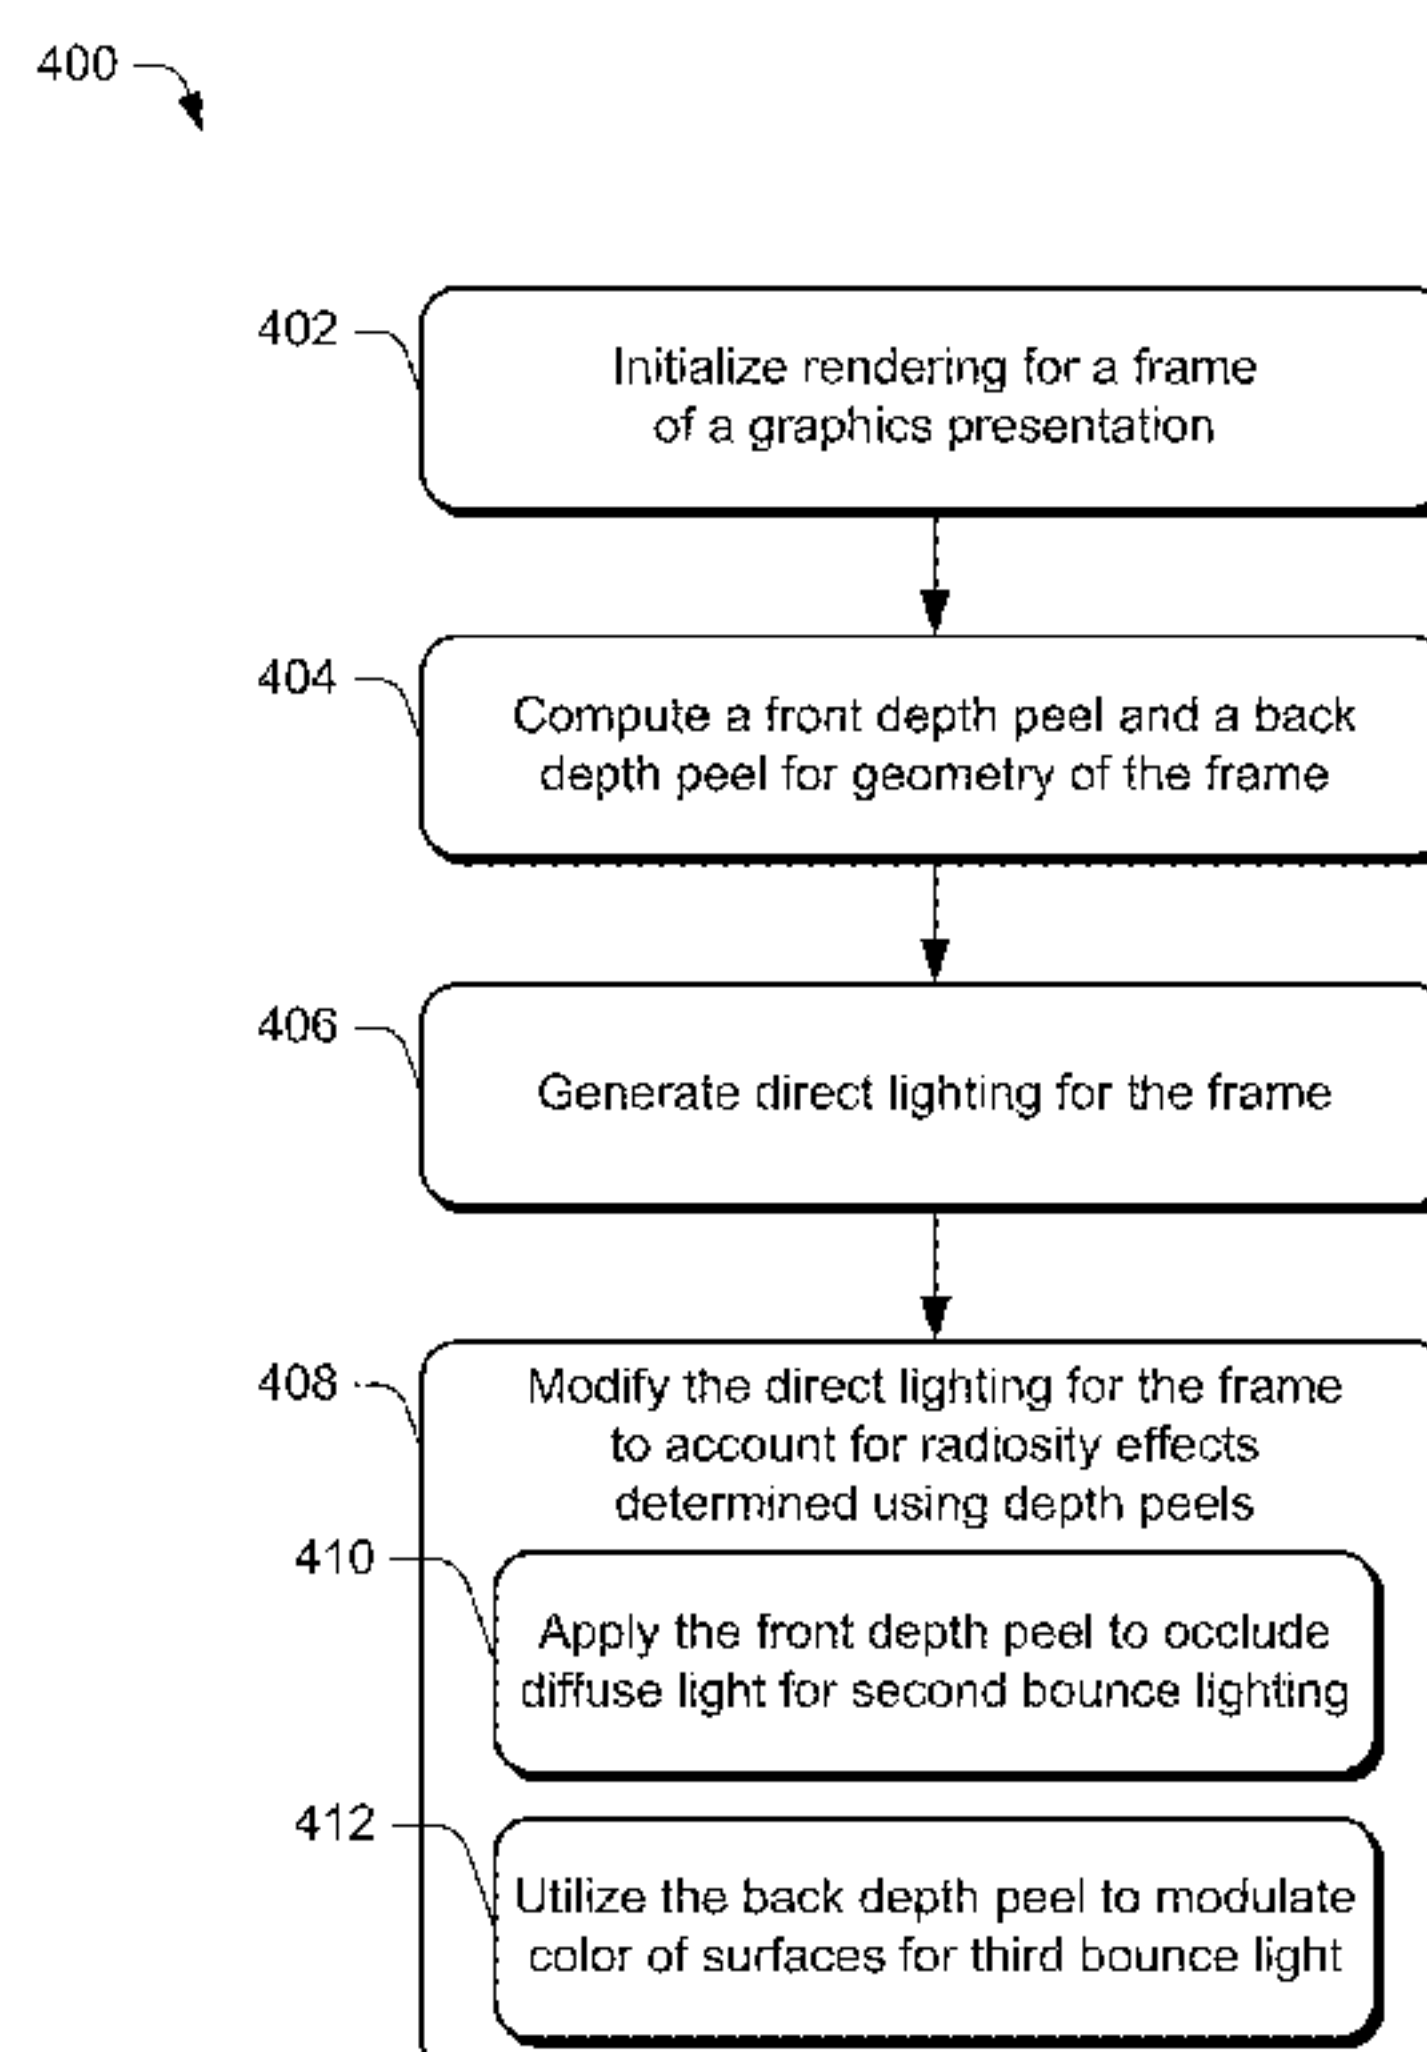 400
402
Initialize rendering for a frame
of a graphics presentation
404
Compute a front depth peel and a back
depth peel for geometry of the frame
406
Generate direct lighting for the frame
408
Modify the direct lighting for the frame
to account for radiosity effects
determined using depth peels
410
Apply the front depth peel to occlude
diffuse light for second bounce lighting
412
Utilize the back depth peel to modulate
color of surfaces for third bounce light